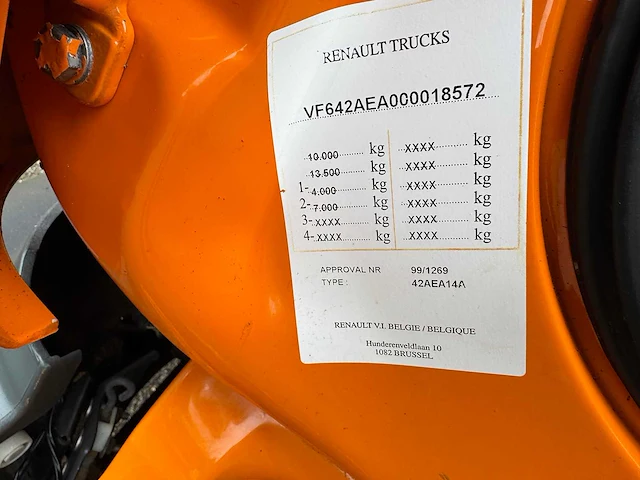 RENAULT TRUCKS
VF642AEA000018572
10.000 kg xxxx kg
13.500 kg xxxx kg
1- 4.000 kg xxxx kg
2- 7.000 kg xxxx kg
3- xxxx kg xxxx kg
4- xxxx kg xxxx kg
APPROVAL NR 99/1269
TYPE : 42AEA14A
RENAULT V.I. BELGIE / BELGIQUE
Hunderenveldlaan 10
1082 BRUSSEL